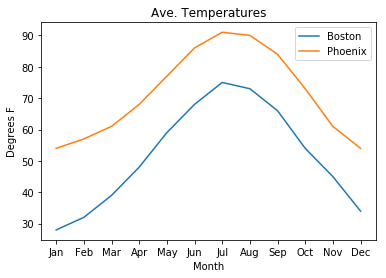 Ave. Temperatures
Boston
Phoenix
Degrees F
90
80
70
60
50
40
30
Jan Feb Mar Apr May Jun Jul Aug Sep Oct Nov Dec
Month